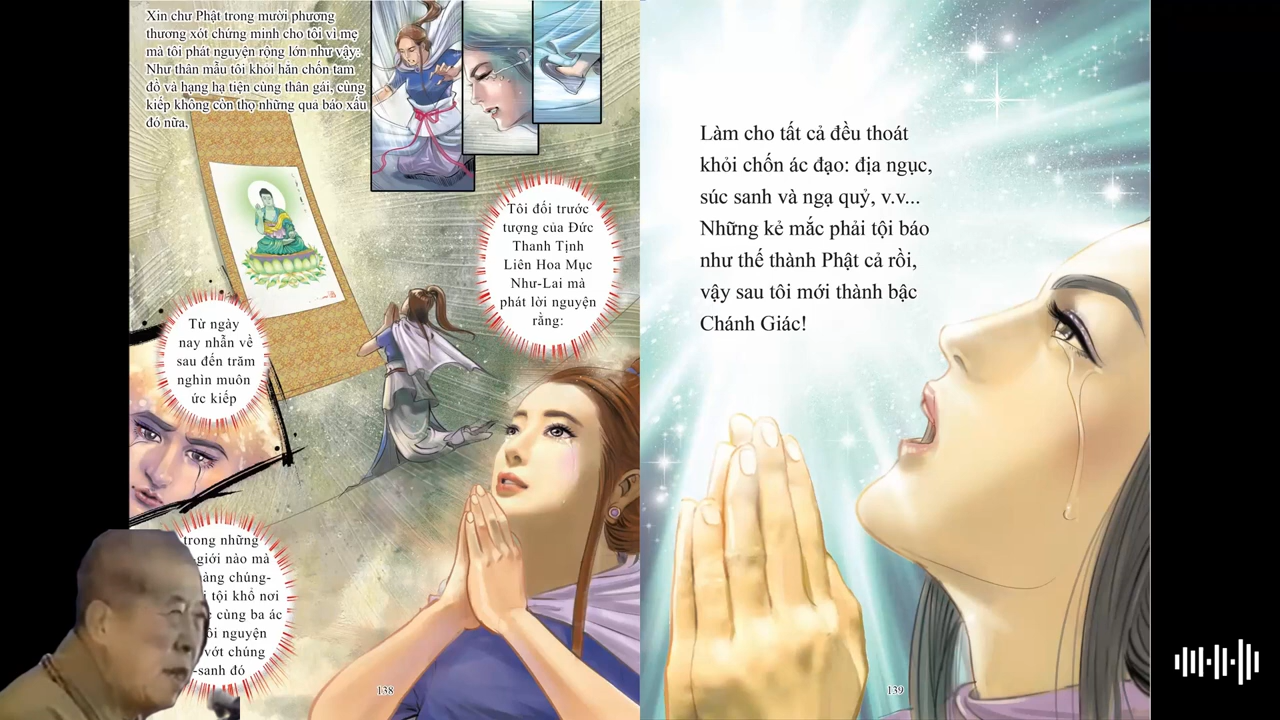 Xin chư Phật trong mười phương
thương xót chứng minh cho tôi vì mẹ
mà tôi phát nguyện rộng lớn như vậy:
Như thân mẫu tôi khỏi hẳn chốn tam
đồ và hạng hạ tiện cùng thân gái, cùng
kiếp không còn thọ những quả báo xấu
đó nữa,
Tôi đối trước
tượng của Đức
Thanh Tịnh
Liên Hoa Mục
Như-Lai mà
phát lời nguyện
rằng:
Từ ngày
nay nhẫn về
sau đến trăm
nghìn muôn
ức kiếp
trong những
giới nào mà
chúng-
tội khổ nơi
cùng ba ác
nguyện
vớt chúng
-sanh đó
138
Làm cho tất cả đều thoát
khỏi chốn ác đạo: địa ngục,
súc sanh và ngạ quỷ, v.v...
Những kẻ mắc phải tội báo
như thế thành Phật cả rồi,
vậy sau tôi mới thành bậc
Chánh Giác!
139